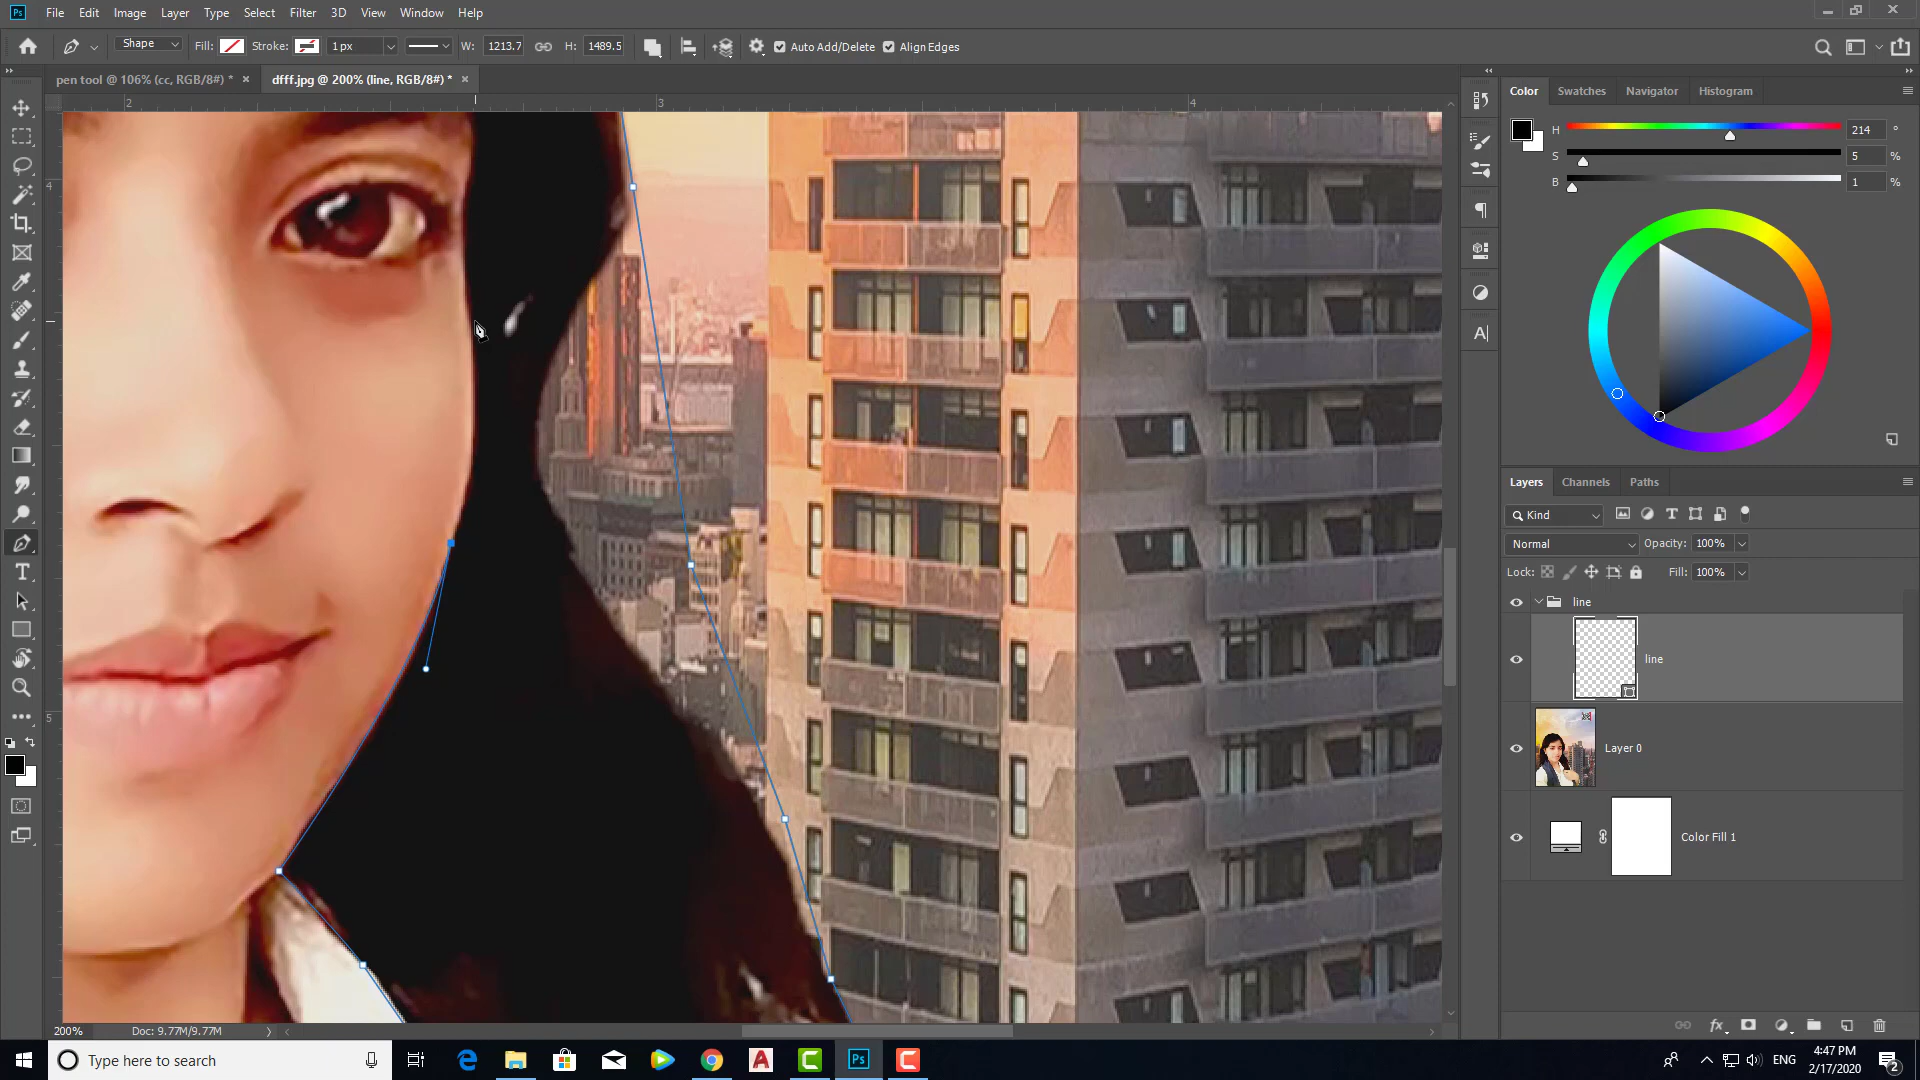 Ps File Edit Image Layer Type Select Filter 3D View Window Help
Shape Fill: Stroke: 1 px W: 1213.7 H: 1489.5 Auto Add/Delete Align Edges
pen tool @ 106% (cc, RGB/8#) * × dfff.jpg @ 200% (line, RGB/8#) * ×
2 3 4
4
5
Color Swatches Navigator Histogram
H 214 °
S 5 %
B 1 %
Layers Channels Paths
Kind
Normal Opacity: 100%
Lock: Fill: 100%
line
line
Layer 0
Color Fill 1
200% Doc: 9.77M/9.77M
Type here to search
ENG
4:47 PM
2/17/2020
2